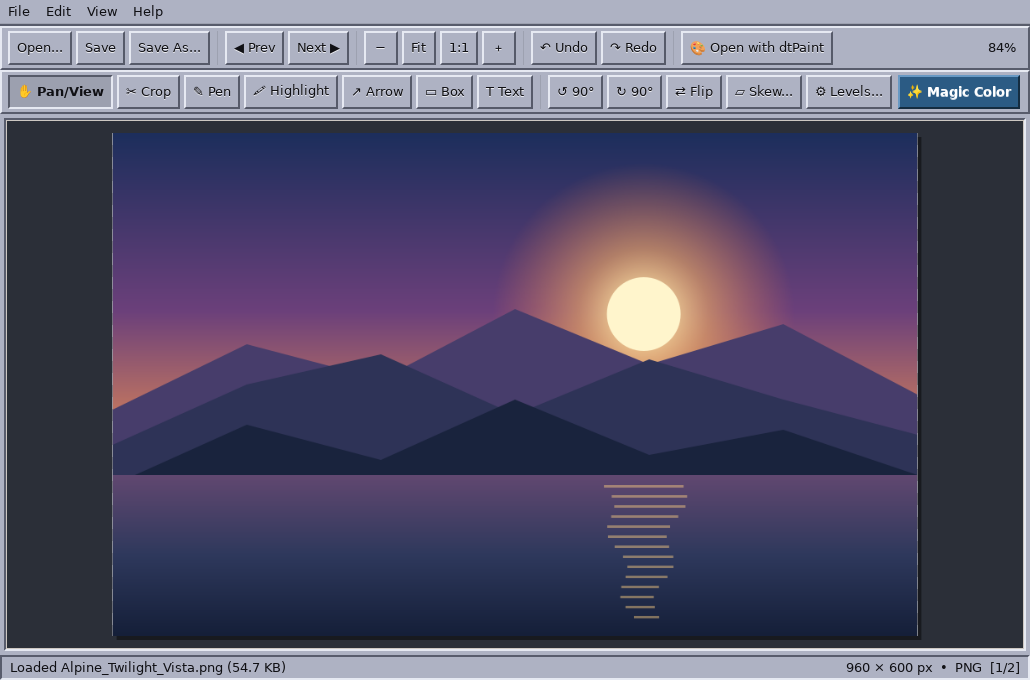 File Edit View Help
Open... Save Save As... ◀ Prev Next ▶ − Fit 1:1 + ↶ Undo ↷ Redo 🎨 Open with dtPaint 84%
✋ Pan/View ✂ Crop ✎ Pen 🖍 Highlight ↗ Arrow ▭ Box T Text ↺ 90° ↻ 90° ⇄ Flip ▱ Skew... ⚙ Levels... ✨ Magic Color
Loaded Alpine_Twilight_Vista.png (54.7 KB) 960 × 600 px • PNG [1/2]